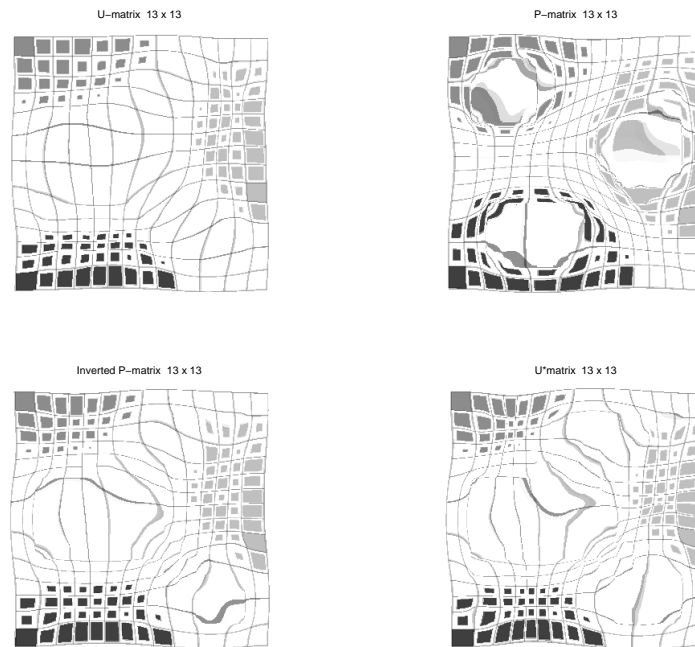 U−matrix 13 x 13
P−matrix 13 x 13
Inverted P−matrix 13 x 13
U*matrix 13 x 13